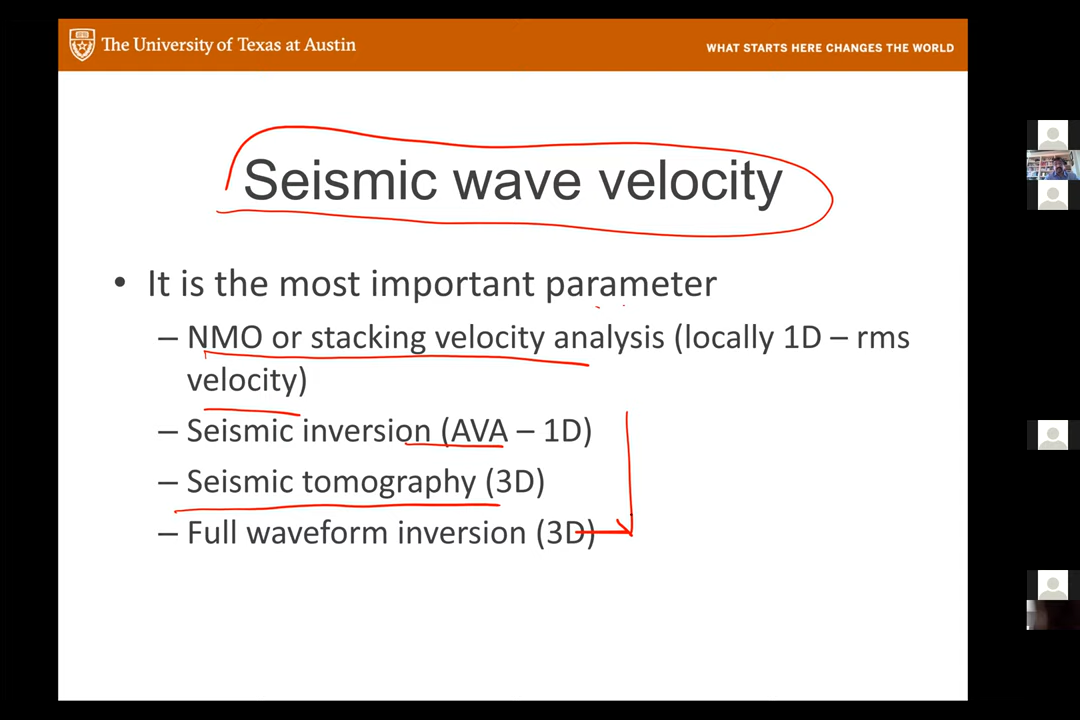 The University of Texas at Austin
WHAT STARTS HERE CHANGES THE WORLD
Seismic wave velocity
• It is the most important parameter
– NMO or stacking velocity analysis (locally 1D – rms
velocity)
– Seismic inversion (AVA – 1D)
– Seismic tomography (3D)
– Full waveform inversion (3D)